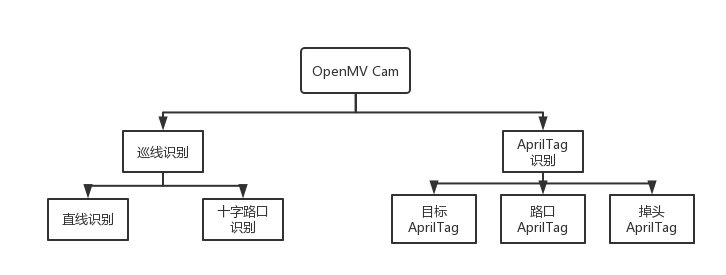 OpenMV Cam
巡线识别
AprilTag
识别
直线识别
十字路口
识别
目标
AprilTag
路口
AprilTag
掉头
AprilTag